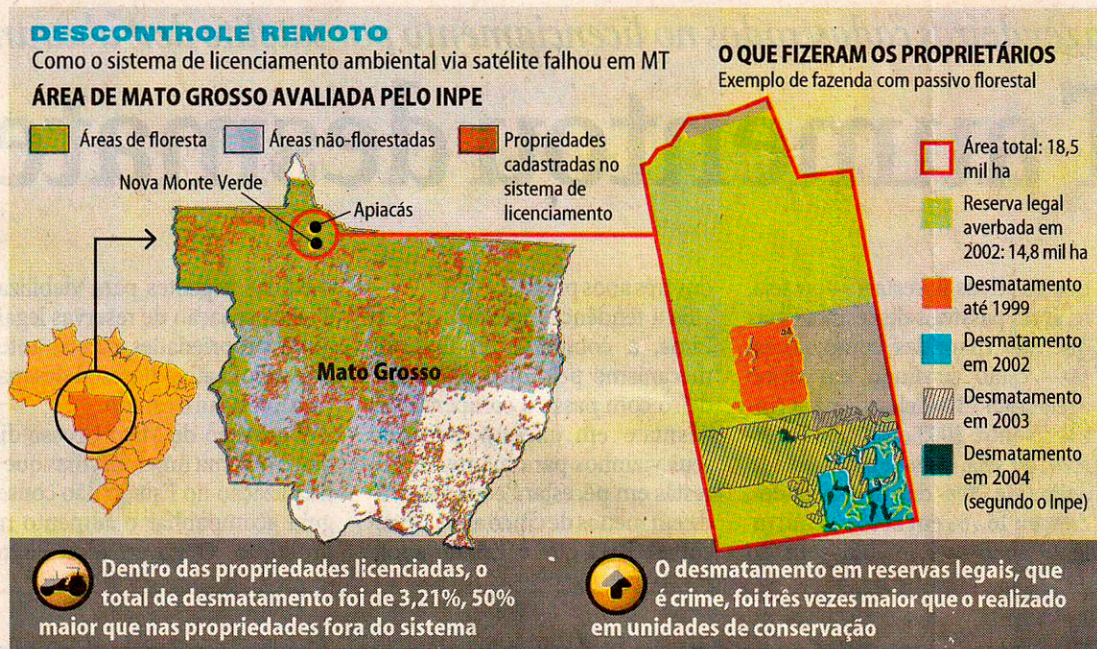 DESCONTROLE REMOTO
Como o sistema de licenciamento ambiental via satélite falhou em MT
ÁREA DE MATO GROSSO AVALIADA PELO INPE
Áreas de floresta
Áreas não-florestadas
Propriedades
cadastradas no
sistema de
licenciamento
Nova Monte Verde
Apiacás
Mato Grosso
O QUE FIZERAM OS PROPRIETÁRIOS
Exemplo de fazenda com passivo florestal
Área total: 18,5
mil ha
Reserva legal
averbada em
2002: 14,8 mil ha
Desmatamento
até 1999
Desmatamento
em 2002
Desmatamento
em 2003
Desmatamento
em 2004
(segundo o Inpe)
Dentro das propriedades licenciadas, o
total de desmatamento foi de 3,21%, 50%
maior que nas propriedades fora do sistema
O desmatamento em reservas legais, que
é crime, foi três vezes maior que o realizado
em unidades de conservação